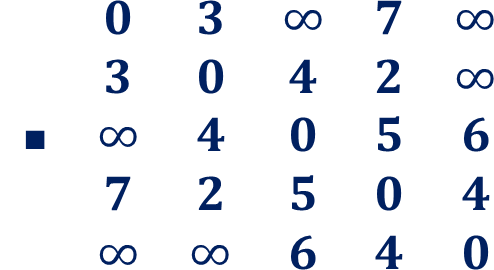 0 3 ∞ 7 ∞
3 0 4 2 ∞
▪ ∞ 4 0 5 6
7 2 5 0 4
∞ ∞ 6 4 0